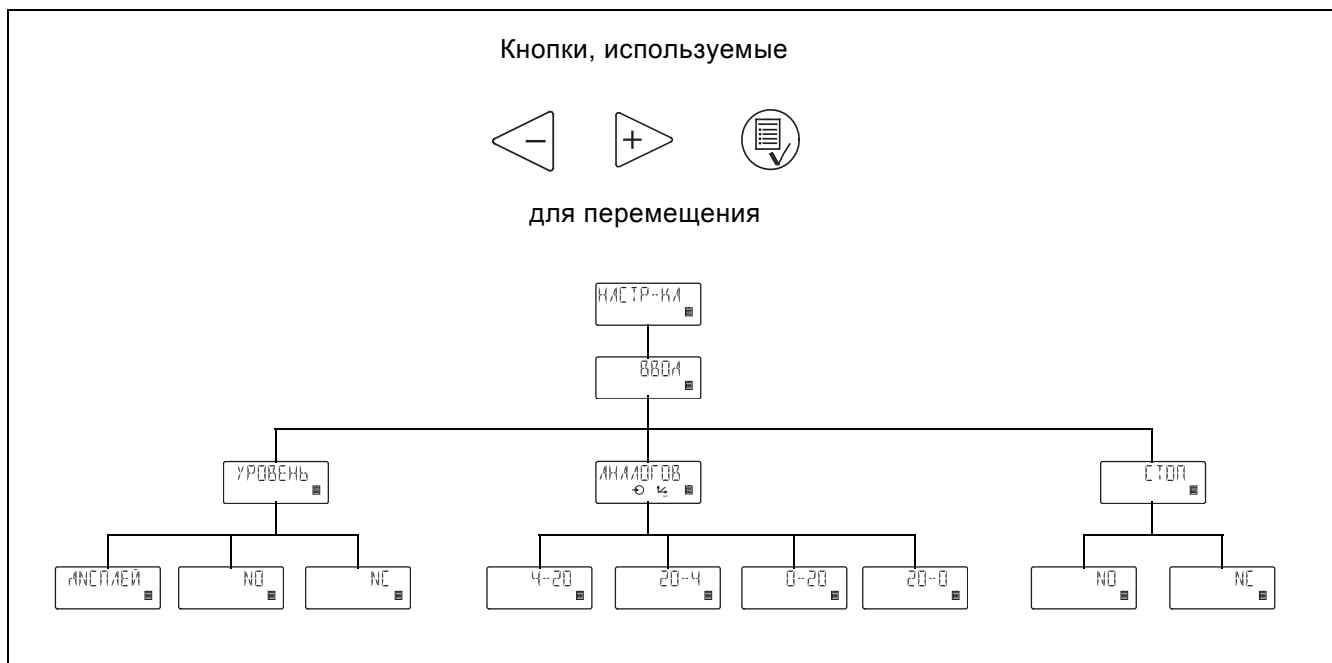 Кнопки, используемые
для перемещения
НАСТР-КА
ВВОД
УРОВЕНЬ
АНАЛОГОВ
СТОП
ДИСПЛЕЙ
NO
NC
4-20
20-4
0-20
20-0
NO
NC